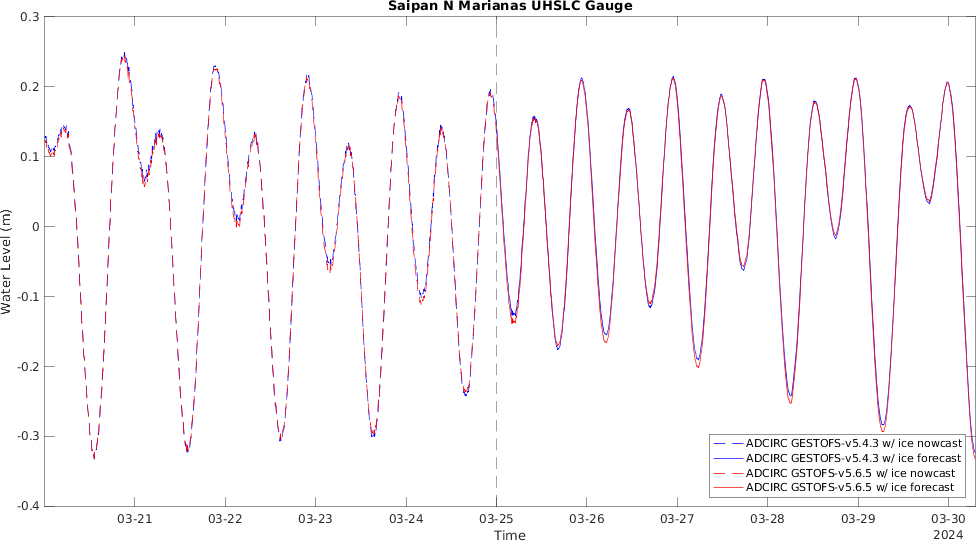 Saipan N Marianas UHSLC Gauge
0.3
0.2
0.1
0
-0.1
-0.2
-0.3
-0.4
Water Level (m)
ADCIRC GESTOFS-v5.4.3 w/ ice nowcast
ADCIRC GESTOFS-v5.4.3 w/ ice forecast
ADCIRC GSTOFS-v5.6.5 w/ ice nowcast
ADCIRC GSTOFS-v5.6.5 w/ ice forecast
03-21 03-22 03-23 03-24 03-25 03-26 03-27 03-28 03-29 03-30
Time 2024